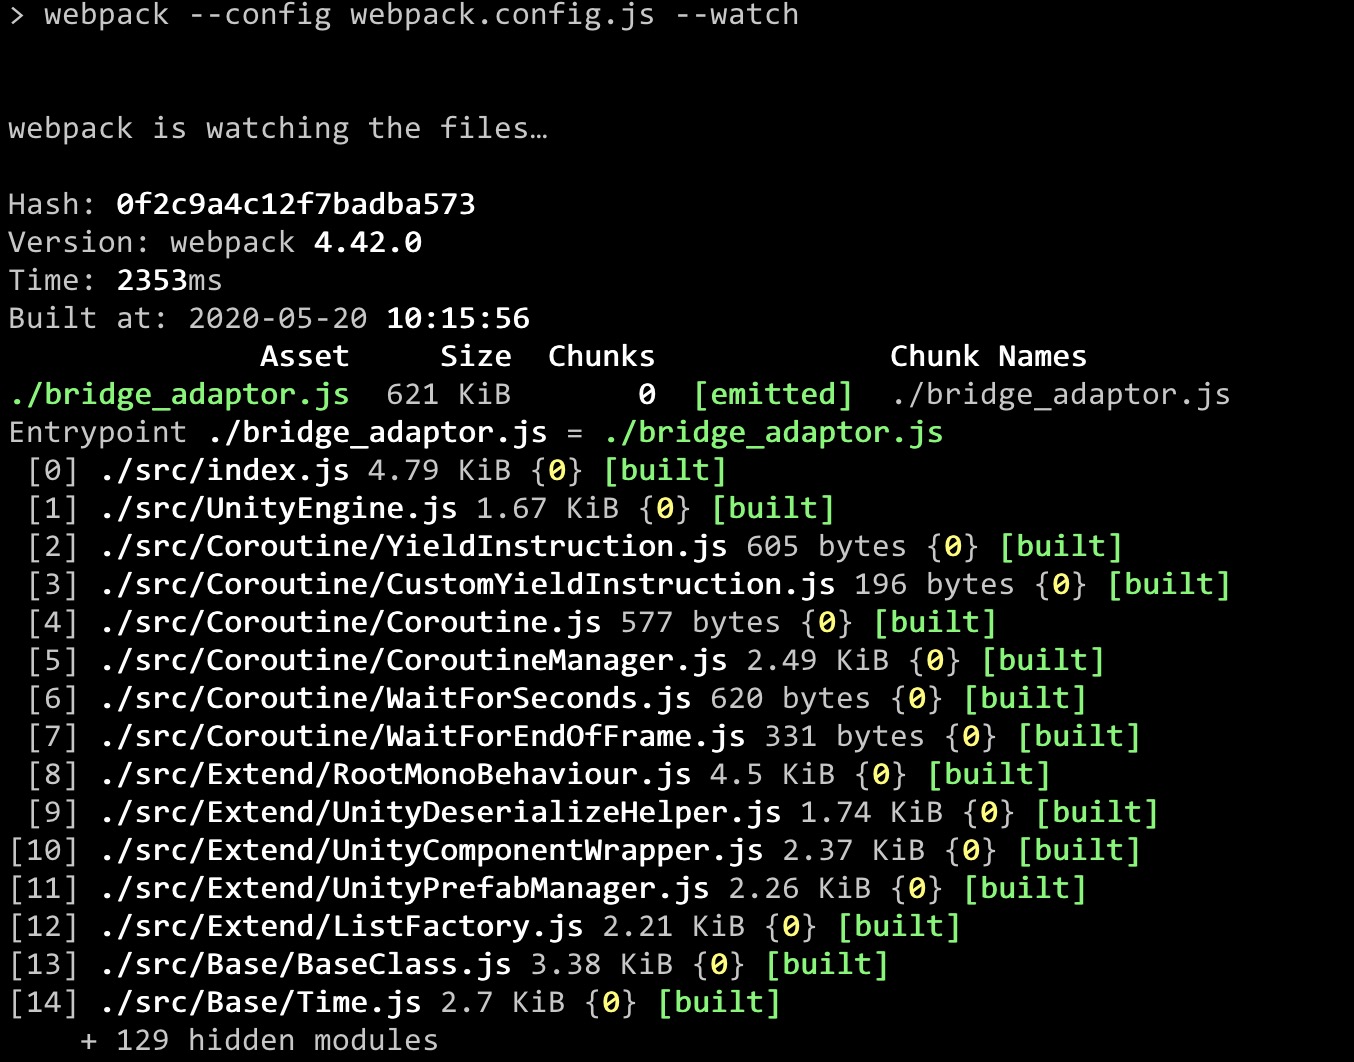 > webpack --config webpack.config.js --watch
webpack is watching the files…
Hash: 0f2c9a4c12f7badba573
Version: webpack 4.42.0
Time: 2353ms
Built at: 2020-05-20 10:15:56
Asset Size Chunks Chunk Names
./bridge_adaptor.js 621 KiB 0 [emitted] ./bridge_adaptor.js
Entrypoint ./bridge_adaptor.js = ./bridge_adaptor.js
[0] ./src/index.js 4.79 KiB {0} [built]
[1] ./src/UnityEngine.js 1.67 KiB {0} [built]
[2] ./src/Coroutine/YieldInstruction.js 605 bytes {0} [built]
[3] ./src/Coroutine/CustomYieldInstruction.js 196 bytes {0} [built]
[4] ./src/Coroutine/Coroutine.js 577 bytes {0} [built]
[5] ./src/Coroutine/CoroutineManager.js 2.49 KiB {0} [built]
[6] ./src/Coroutine/WaitForSeconds.js 620 bytes {0} [built]
[7] ./src/Coroutine/WaitForEndOfFrame.js 331 bytes {0} [built]
[8] ./src/Extend/RootMonoBehaviour.js 4.5 KiB {0} [built]
[9] ./src/Extend/UnityDeserializeHelper.js 1.74 KiB {0} [built]
[10] ./src/Extend/UnityComponentWrapper.js 2.37 KiB {0} [built]
[11] ./src/Extend/UnityPrefabManager.js 2.26 KiB {0} [built]
[12] ./src/Extend/ListFactory.js 2.21 KiB {0} [built]
[13] ./src/Base/BaseClass.js 3.38 KiB {0} [built]
[14] ./src/Base/Time.js 2.7 KiB {0} [built]
+ 129 hidden modules